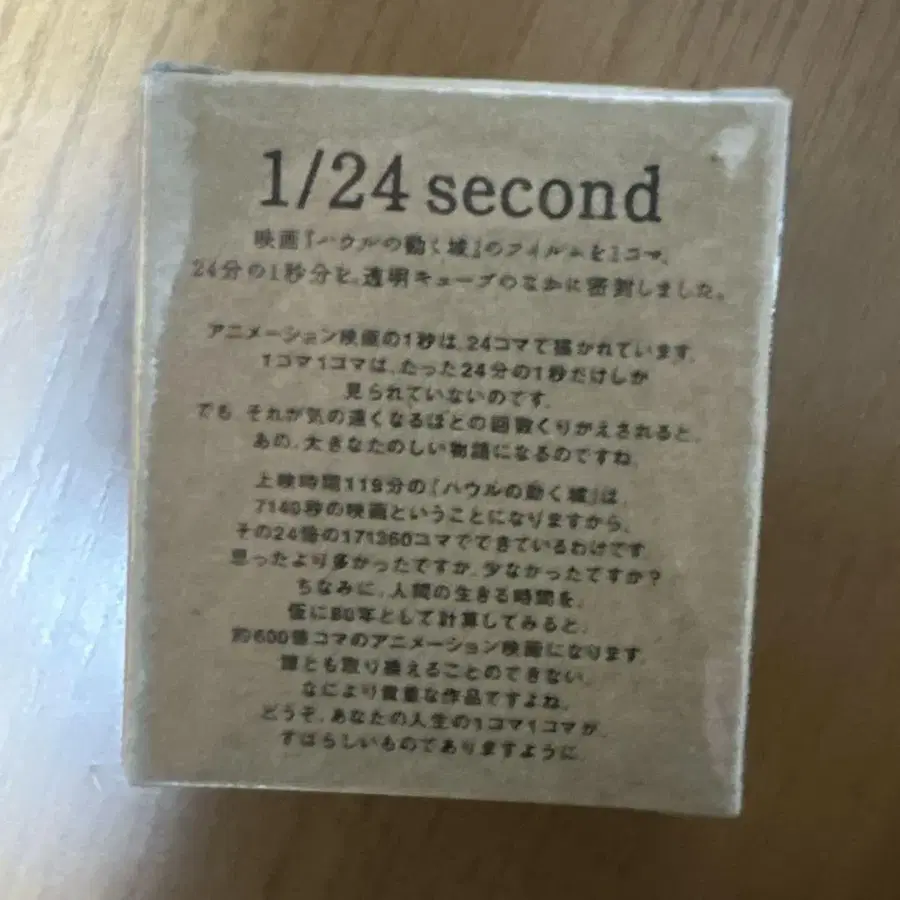 1/24 second
映画『ハウルの動く城』のフィルムを1コマ、
24分の1秒分を、透明キューブのなかに密封しました。
アニメーション映画の1秒は、24コマで描かれています。
1コマ1コマは、たった24分の1秒だけしか
見られていないのです。
でも それが気の遠くなるほどの回数くりかえされると、
あの、大きなたのしい物語になるのですね。
上映時間119分の『ハウルの動く城』は、
7140秒の映画ということになりますから、
その24倍の171360コマでできているわけです。
思ったより多かったですか、少なかったですか？
ちなみに、人間の生きる時間を、
仮に80年として計算してみると、
約600億コマのアニメーション映画になります。
誰とも取り換えることのできない、
なにより貴重な作品ですよね。
どうぞ、あなたの人生の1コマ1コマが、
すばらしいものでありますように。